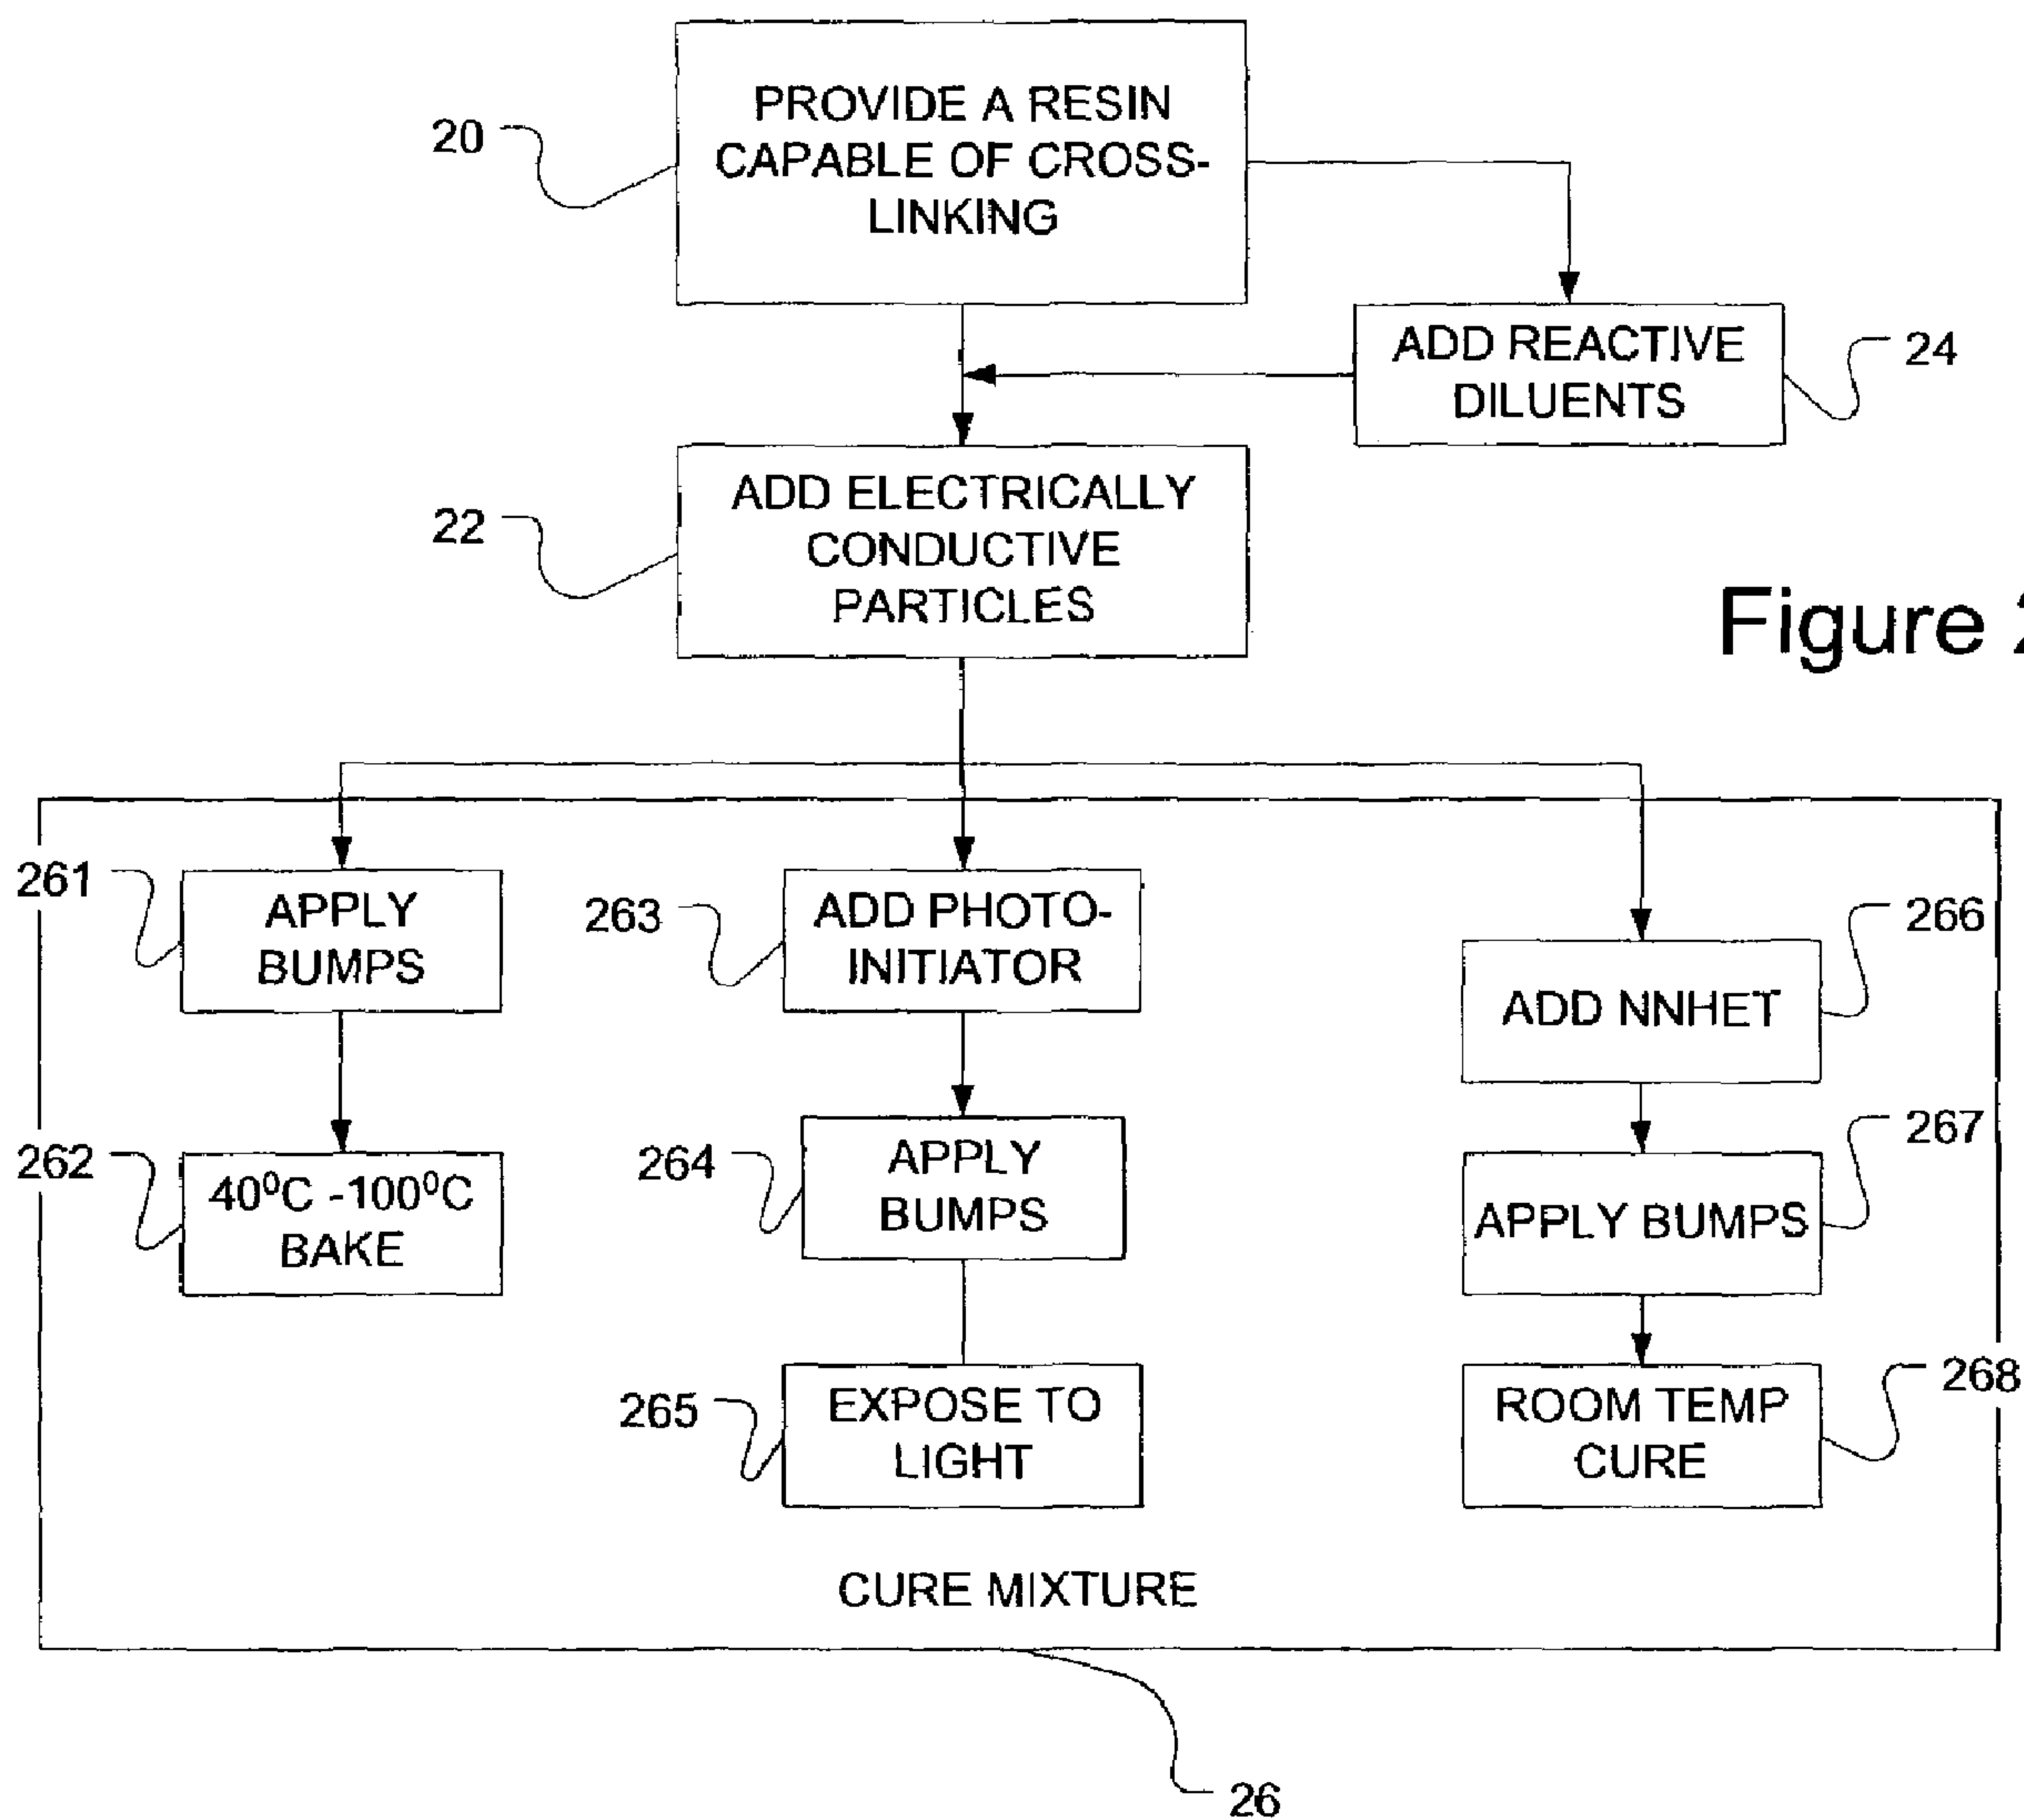 PROVIDE A RESIN
CAPABLE OF CROSS-
LINKING
20
ADD REACTIVE
DILUENTS
24
ADD ELECTRICALLY
CONDUCTIVE
PARTICLES
22
Figure 2
261
APPLY
BUMPS
263
ADD PHOTO-
INITIATOR
266
ADD NNHET
262
40⁰C -100⁰C
BAKE
264
APPLY
BUMPS
267
APPLY BUMPS
265
EXPOSE TO
LIGHT
268
ROOM TEMP
CURE
CURE MIXTURE
26